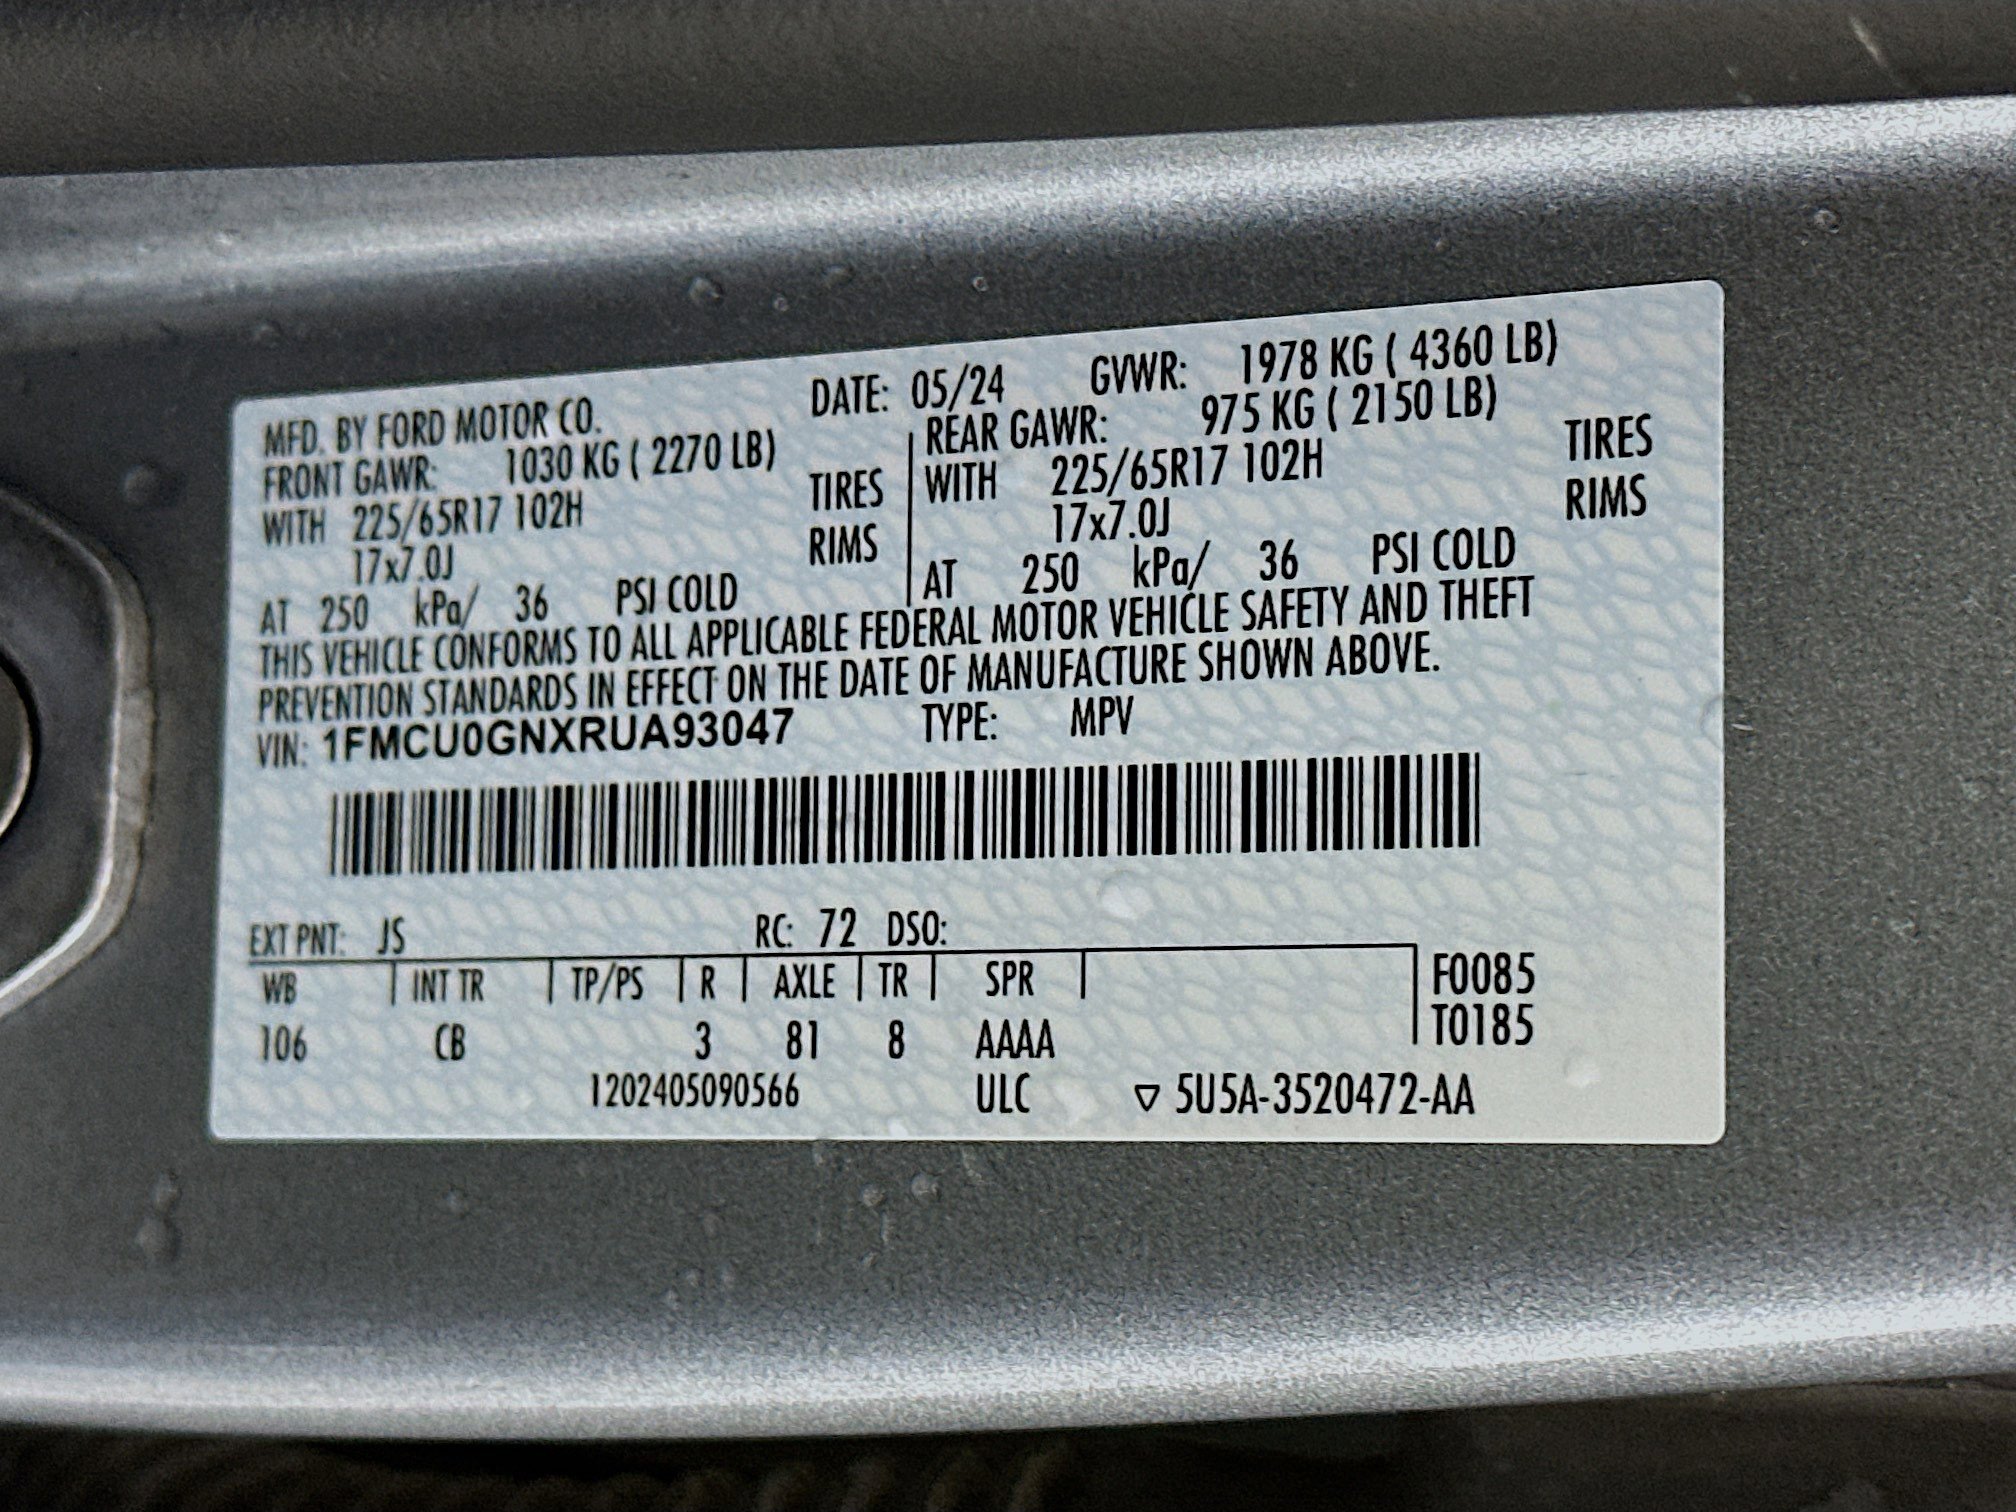 MFD. BY FORD MOTOR CO. DATE: 05/24 GVWR: 1978 KG ( 4360 LB)
FRONT GAWR: 1030 KG ( 2270 LB) REAR GAWR: 975 KG ( 2150 LB)
WITH 225/65R17 102H TIRES WITH 225/65R17 102H TIRES
17x7.0J RIMS 17x7.0J RIMS
AT 250 kPa/ 36 PSI COLD AT 250 kPa/ 36 PSI COLD
THIS VEHICLE CONFORMS TO ALL APPLICABLE FEDERAL MOTOR VEHICLE SAFETY AND THEFT
PREVENTION STANDARDS IN EFFECT ON THE DATE OF MANUFACTURE SHOWN ABOVE.
VIN: 1FMCU0GNXRUA93047 TYPE: MPV
EXT PNT: JS RC: 72 DSO:
WB INT TR TP/PS R AXLE TR SPR F0085
T0185
106 CB 3 81 8 AAAA
1202405090566 ULC ▽ 5U5A-3520472-AA